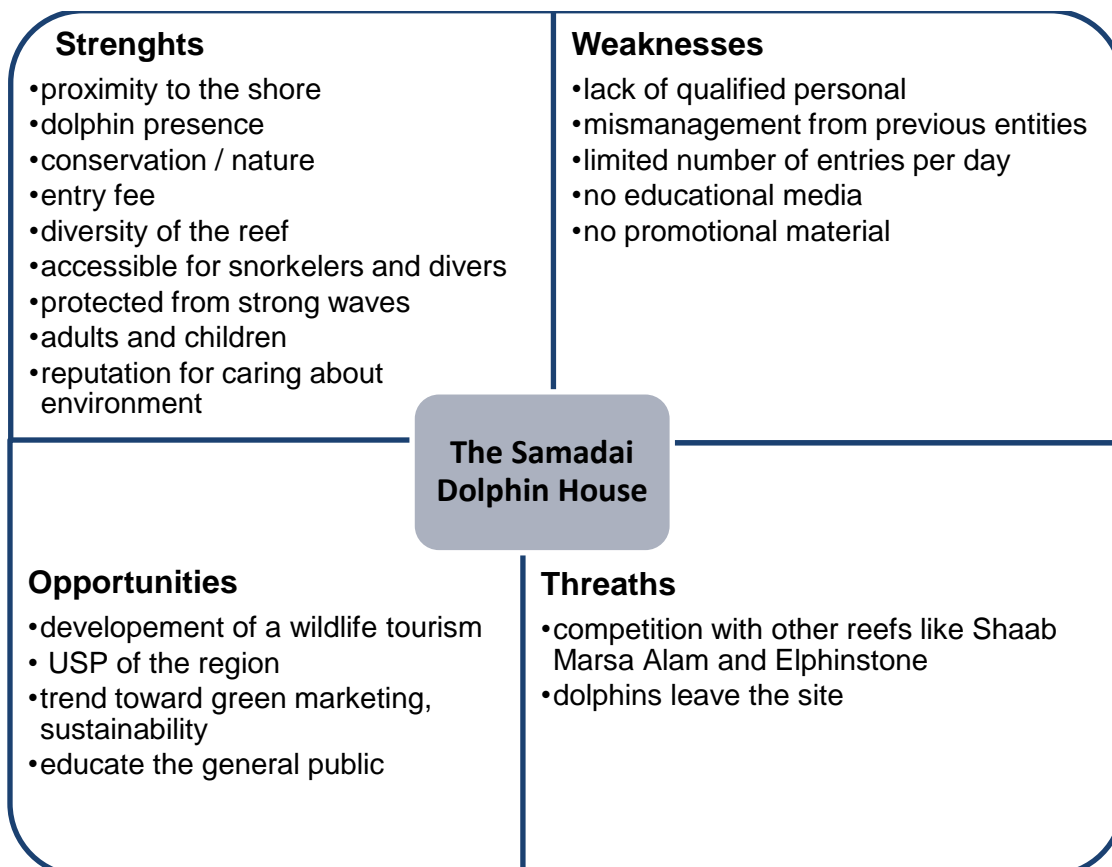 Strenghts
•proximity to the shore
•dolphin presence
•conservation / nature
•entry fee
•diversity of the reef
•accessible for snorkelers and divers
•protected from strong waves
•adults and children
•reputation for caring about
environment
Weaknesses
•lack of qualified personal
•mismanagement from previous entities
•limited number of entries per day
•no educational media
•no promotional material
The Samadai
Dolphin House
Opportunities
•developement of a wildlife tourism
• USP of the region
•trend toward green marketing,
sustainability
•educate the general public
Threaths
•competition with other reefs like Shaab
Marsa Alam and Elphinstone
•dolphins leave the site